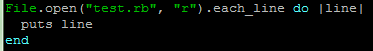 File.open("test.rb", "r").each_line do |line|
  puts line
end